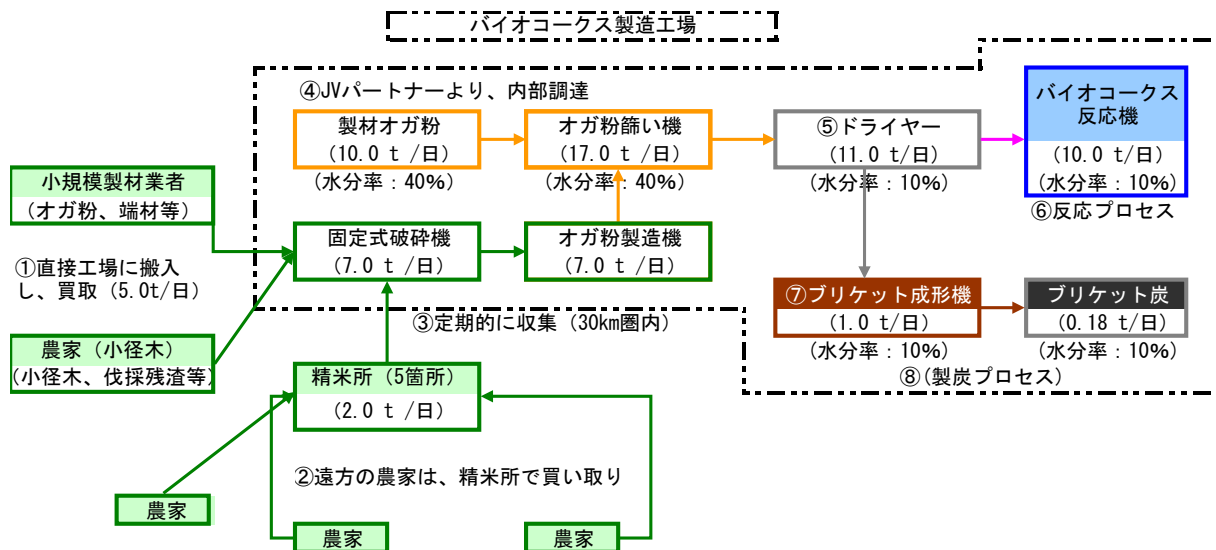 バイオコークス製造工場
④JVパートナーより、内部調達
製材オガ粉
(10.0 t /日)
(水分率：40%)
オガ粉篩い機
(17.0 t /日)
(水分率：40%)
⑤ドライヤー
(11.0 t/日)
(水分率：10%)
バイオコークス
反応機
(10.0 t/日)
(水分率：10%)
⑥反応プロセス
小規模製材業者
(オガ粉、端材等)
①直接工場に搬入
し、買取（5.0t/日）
固定式破砕機
(7.0 t /日)
オガ粉製造機
(7.0 t /日)
③定期的に収集（30km圏内）
⑦ブリケット成形機
(1.0 t/日)
(水分率：10%)
ブリケット炭
(0.18 t/日)
(水分率：10%)
⑧(製炭プロセス)
農家（小径木）
(小径木、伐採残渣等)
精米所（5箇所）
(2.0 t /日)
②遠方の農家は、精米所で買い取り
農家
農家
農家